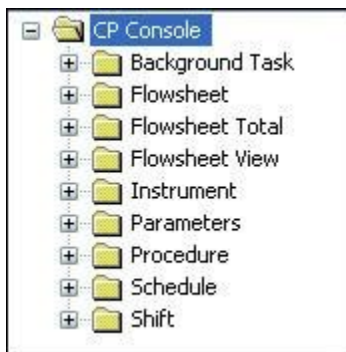 CP Console
Background Task
Flowsheet
Flowsheet Total
Flowsheet View
Instrument
Parameters
Procedure
Schedule
Shift